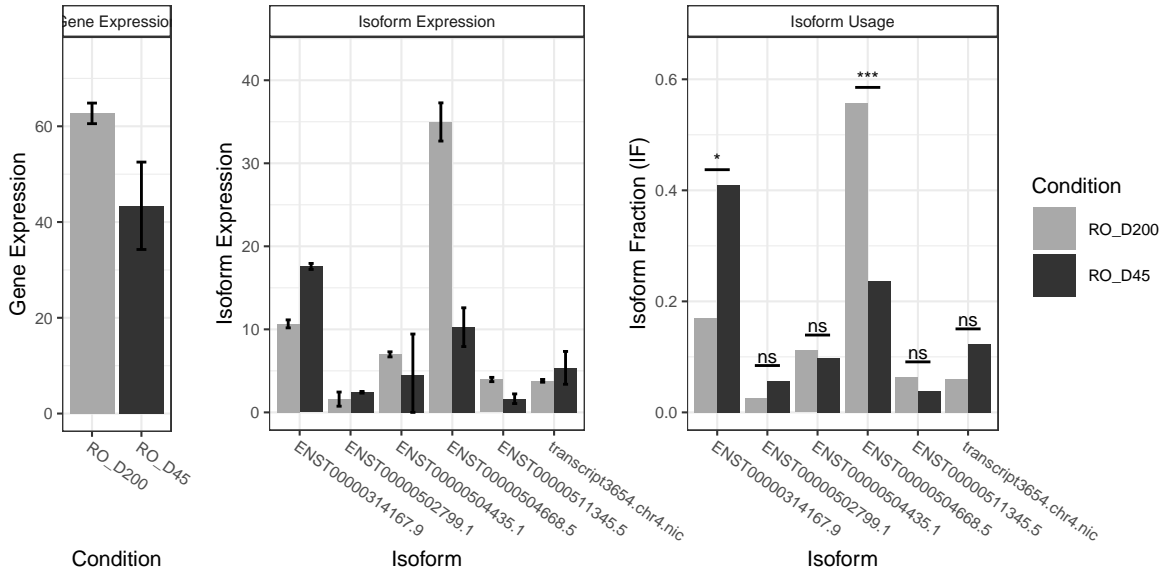 Gene Expression
Isoform Expression
Isoform Usage
Gene Expression
60
40
20
0
RO_D200
RO_D45
Condition
Isoform Expression
40
30
20
10
0
ENST00000314167.9
ENST00000502799.1
ENST00000504435.1
ENST00000504668.5
ENST00000511345.5
transcript3654.chr4.nic
Isoform
Isoform Fraction (IF)
0.6
0.4
0.2
0.0
*
ns
ns
***
ns
ns
ENST00000314167.9
ENST00000502799.1
ENST00000504435.1
ENST00000504668.5
ENST00000511345.5
transcript3654.chr4.nic
Isoform
Condition
RO_D200
RO_D45